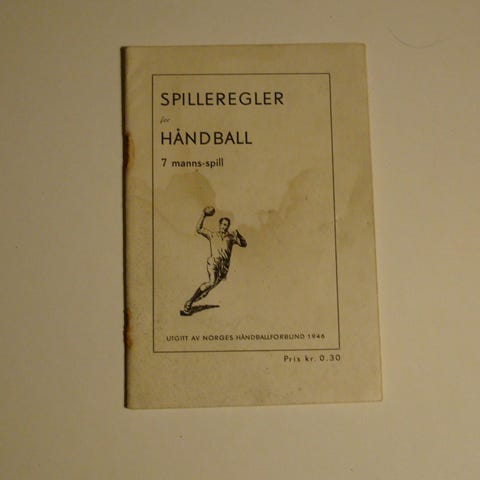 SPILLEREGLER
for
HÅNDBALL
7 manns-spill
UTGITT AV NORGES HÅNDBALLFORBUND 1946
Pris kr. 0.30